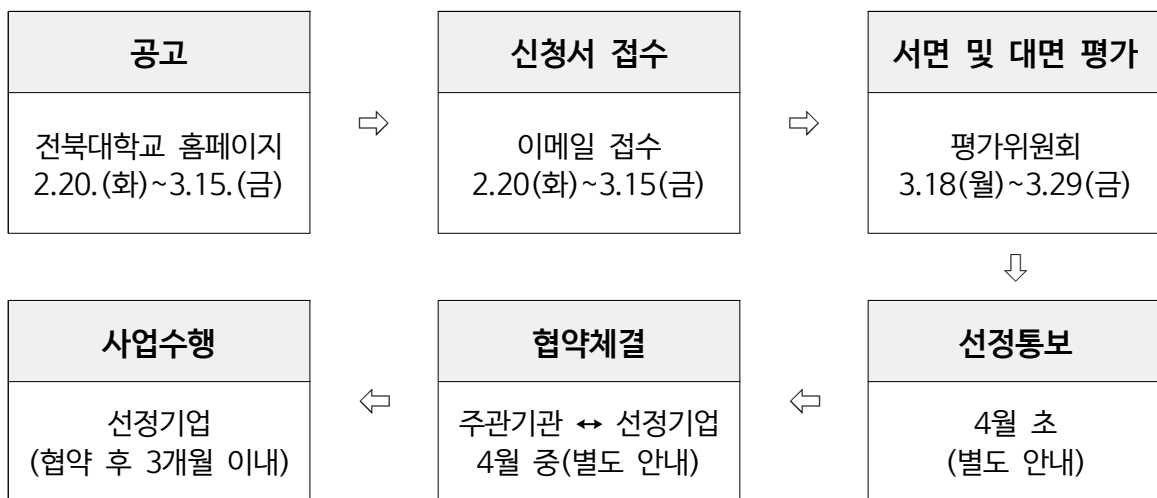 공고
전북대학교 홈페이지
2.20.(화)~3.15.(금)
⇨
신청서 접수
이메일 접수
2.20(화)~3.15(금)
⇨
서면 및 대면 평가
평가위원회
3.18(월)~3.29(금)
⇩
선정통보
4월 초
(별도 안내)
⇦
협약체결
주관기관 ↔ 선정기업
4월 중(별도 안내)
⇦
사업수행
선정기업
(협약 후 3개월 이내)